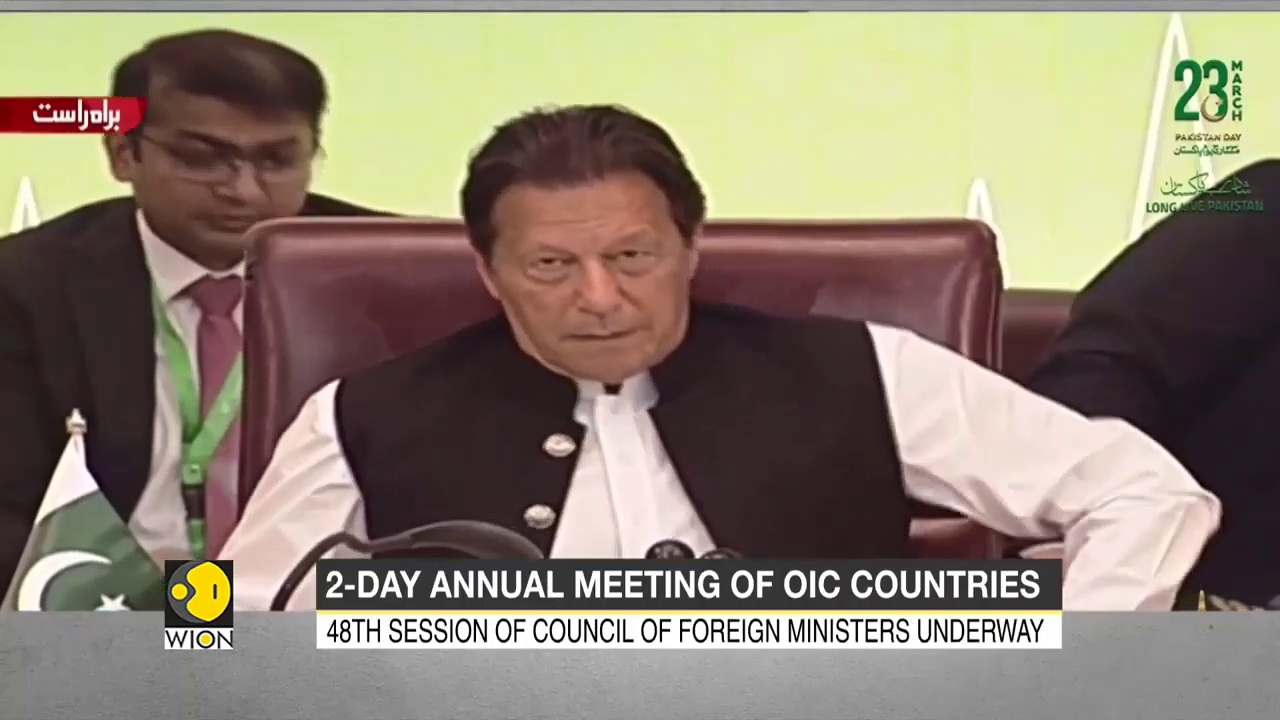 براہ راست
23
MARCH
PAKISTAN DAY
LONG LIVE PAKISTAN
WION
2-DAY ANNUAL MEETING OF OIC COUNTRIES
48TH SESSION OF COUNCIL OF FOREIGN MINISTERS UNDERWAY